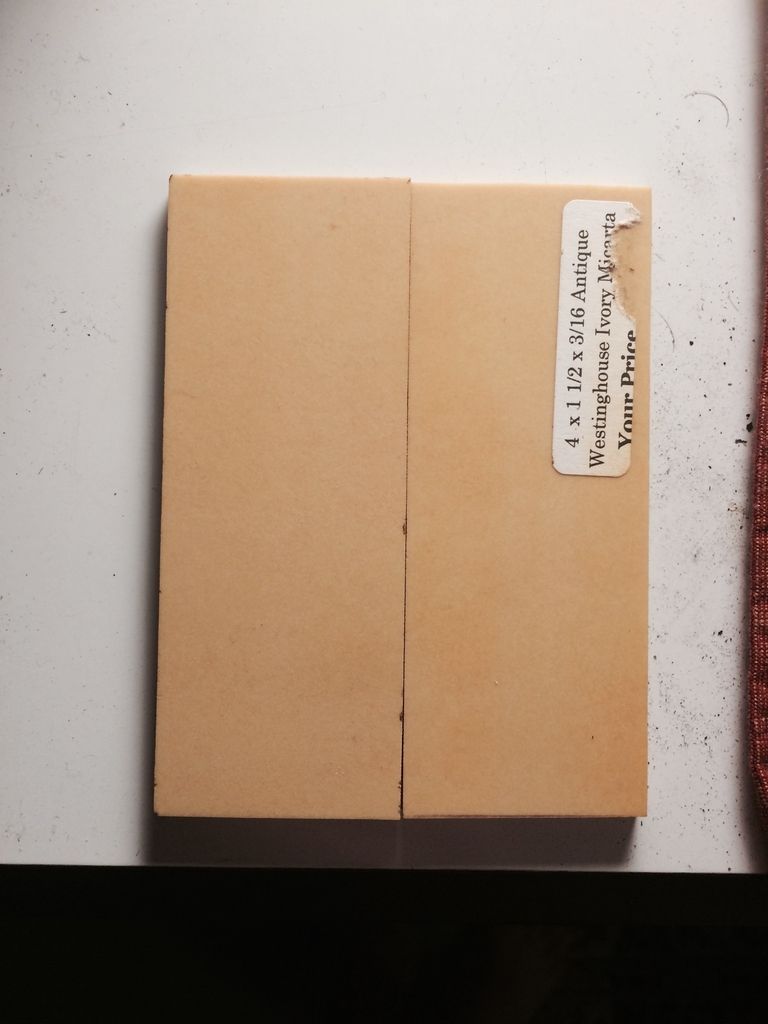 4 x 1 1/2 x 3/16 Antique
Westinghouse Ivory Micarta
Your Price